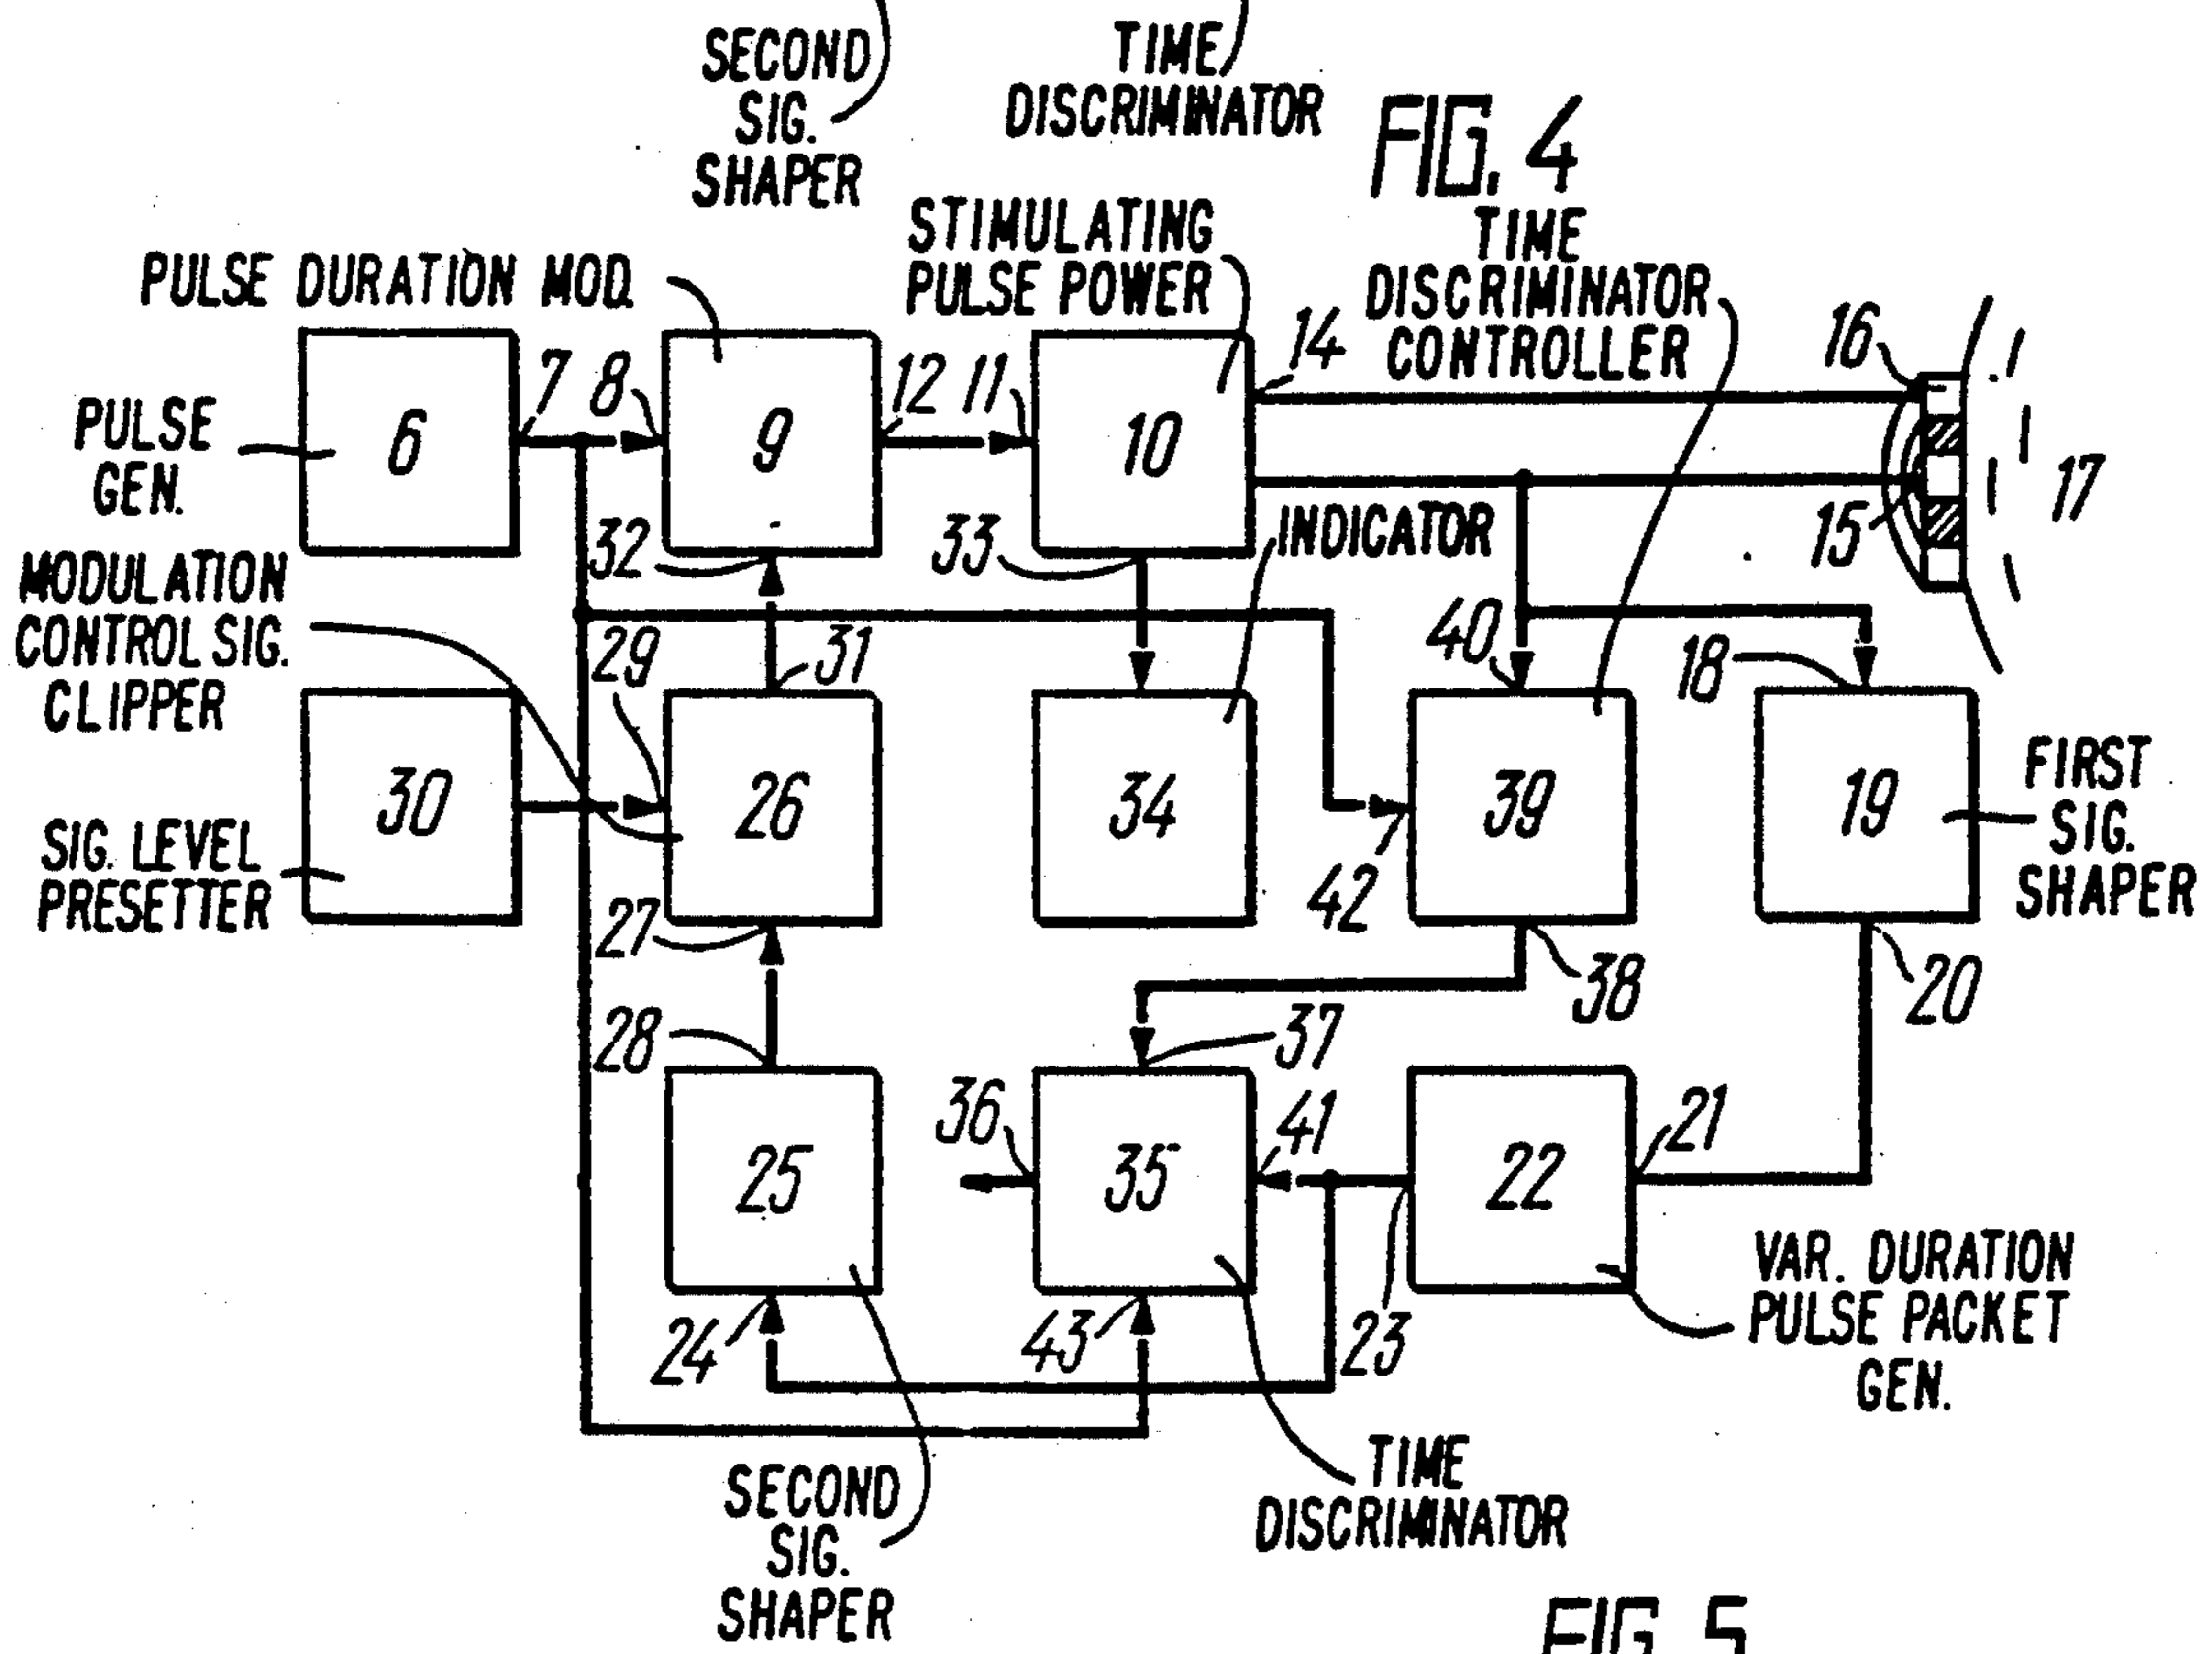 SECOND
SIG.
SHAPER
TIME
DISCRIMINATOR
FIG. 4
PULSE DURATION MOD.
STIMULATING
PULSE POWER
TIME
DISCRIMINATOR
CONTROLLER
16
14
7 8
12 11
PULSE
GEN.
6
9
10
17
15
32
33
INDICATOR
MODULATION
CONTROL SIG.
CLIPPER
29
31
40
18
30
26
34
39
19
FIRST
SIG.
SHAPER
SIG. LEVEL
PRESETTER
42
27
38
20
28
37
36
41
21
25
35
22
24
43
23
VAR. DURATION
PULSE PACKET
GEN.
SECOND
SIG.
SHAPER
TIME
DISCRIMINATOR
FIG. 5